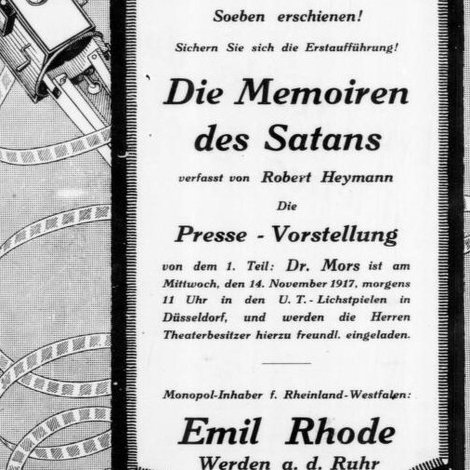 Soeben erschienen!
Sichern Sie sich die Erstaufführung!
Die Memoiren
des Satans
verfasst von Robert Heymann
Die
Presse - Vorstellung
von dem 1. Teil: Dr. Mors ist am
Mittwoch, den 14. November 1917, morgens
11 Uhr in den U. T. - Lichstpielen in
Düsseldorf, und werden die Herren
Theaterbesitzer hierzu freundl. eingeladen.
Monopol-Inhaber f. Rheinland-Westfalen:
Emil Rhode
Werden a. d. Ruhr